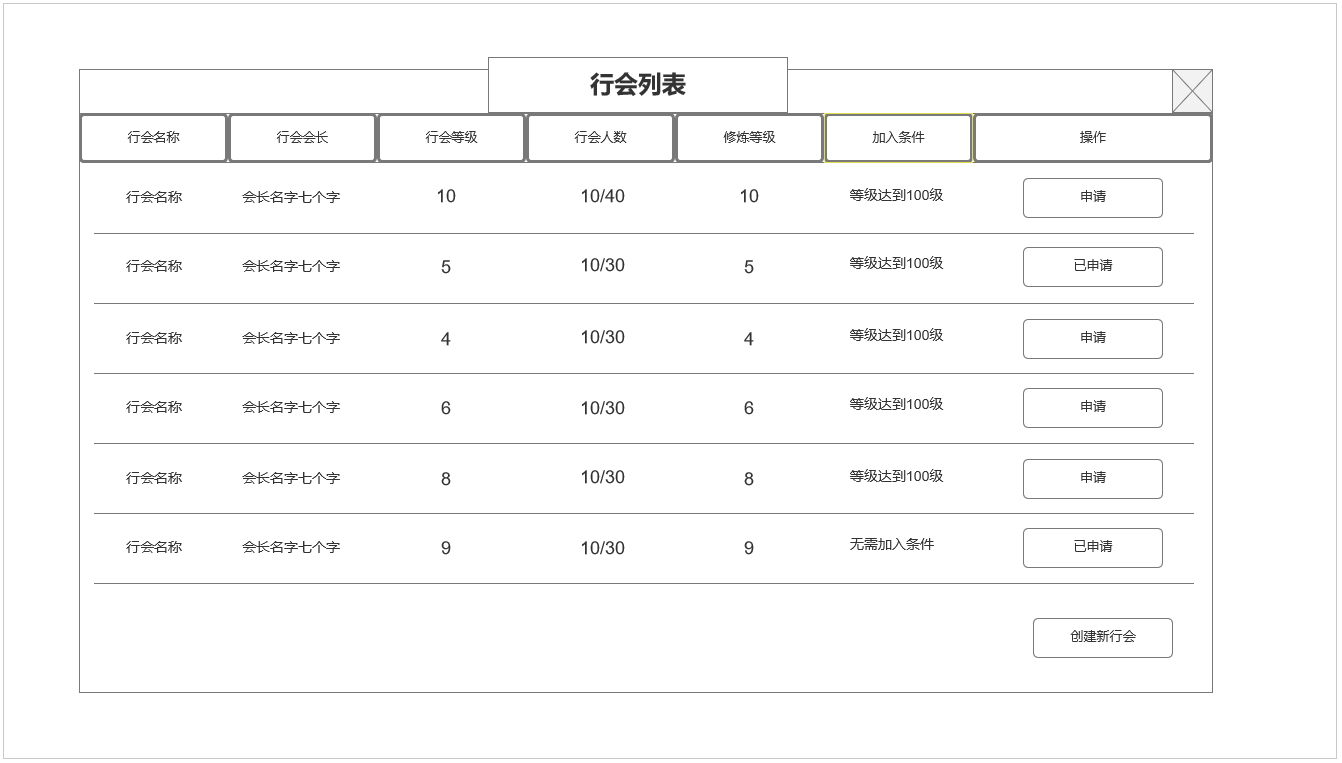 行会列表
行会名称 行会会长 行会等级 行会人数 修炼等级 加入条件 操作
行会名称 会长名字七个字 10 10/40 10 等级达到100级 申请
行会名称 会长名字七个字 5 10/30 5 等级达到100级 已申请
行会名称 会长名字七个字 4 10/30 4 等级达到100级 申请
行会名称 会长名字七个字 6 10/30 6 等级达到100级 申请
行会名称 会长名字七个字 8 10/30 8 等级达到100级 申请
行会名称 会长名字七个字 9 10/30 9 无需加入条件 已申请
创建新行会